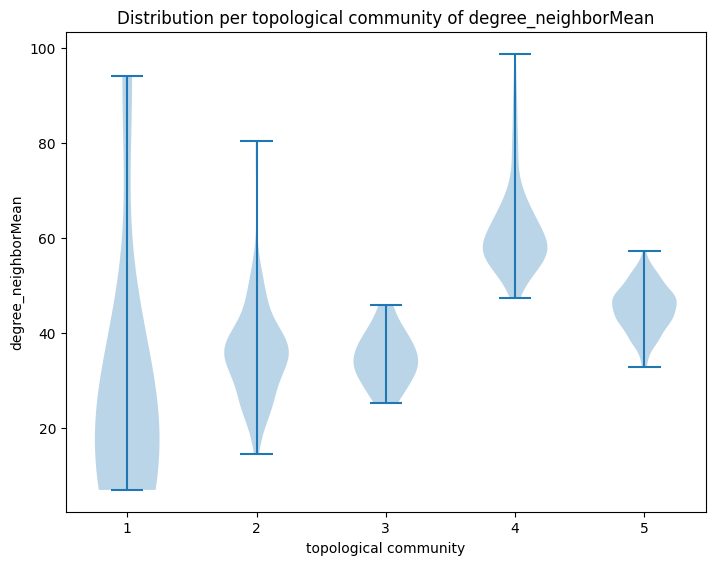 Distribution per topological community of degree_neighborMean
100
80
60
40
20
degree_neighborMean
1 2 3 4 5
topological community